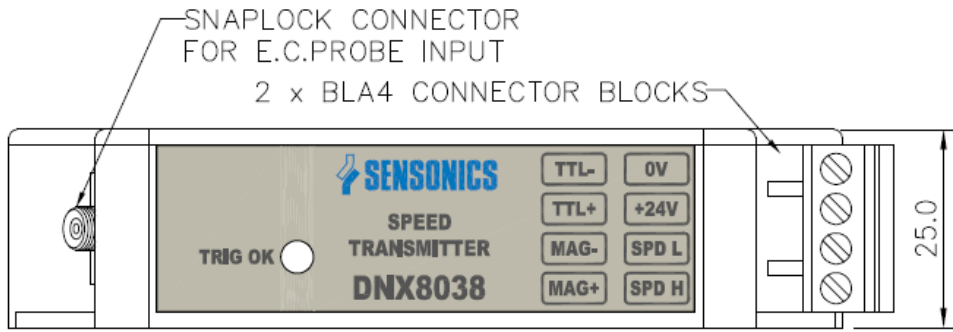 SNAPLOCK CONNECTOR
FOR E.C.PROBE INPUT
2 x BLA4 CONNECTOR BLOCKS
SENSONICS
SPEED
TRANSMITTER
DNX8038
TRIG OK
TTL- 0V
TTL+ +24V
MAG- SPD L
MAG+ SPD H
25.0